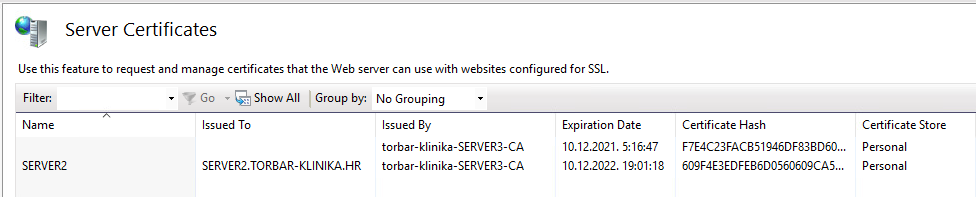 Server Certificates
Use this feature to request and manage certificates that the Web server can use with websites configured for SSL.
Filter: Go Show All Group by: No Grouping
Name Issued To Issued By Expiration Date Certificate Hash Certificate Store
torbar-klinika-SERVER3-CA 10.12.2021. 5:16:47 F7E4C23FACB51946DF83BD60... Personal
SERVER2 SERVER2.TORBAR-KLINIKA.HR torbar-klinika-SERVER3-CA 10.12.2022. 19:01:18 609F4E3EDFEB6D0560609CA5... Personal